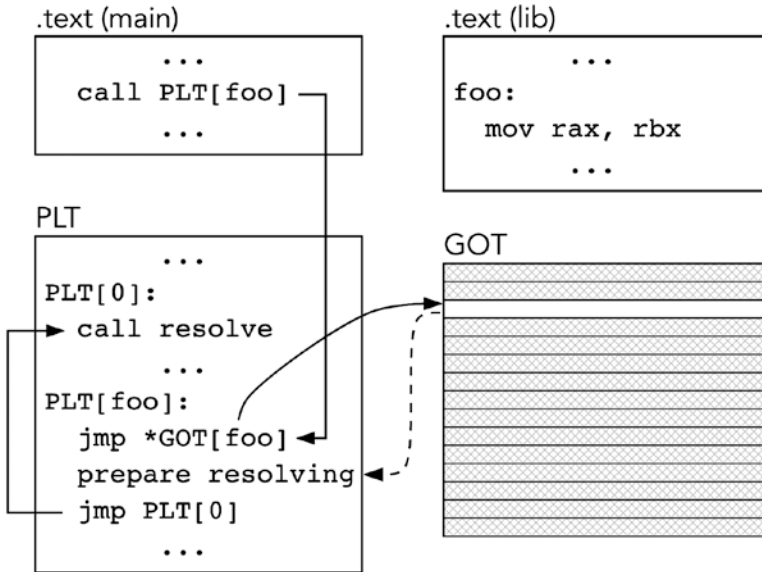 .text (main)
...
call PLT[foo]
...
.text (lib)
...
foo:
mov rax, rbx
...
PLT
...
PLT[0]:
call resolve
...
PLT[foo]:
jmp *GOT[foo]
prepare resolving
jmp PLT[0]
...
GOT